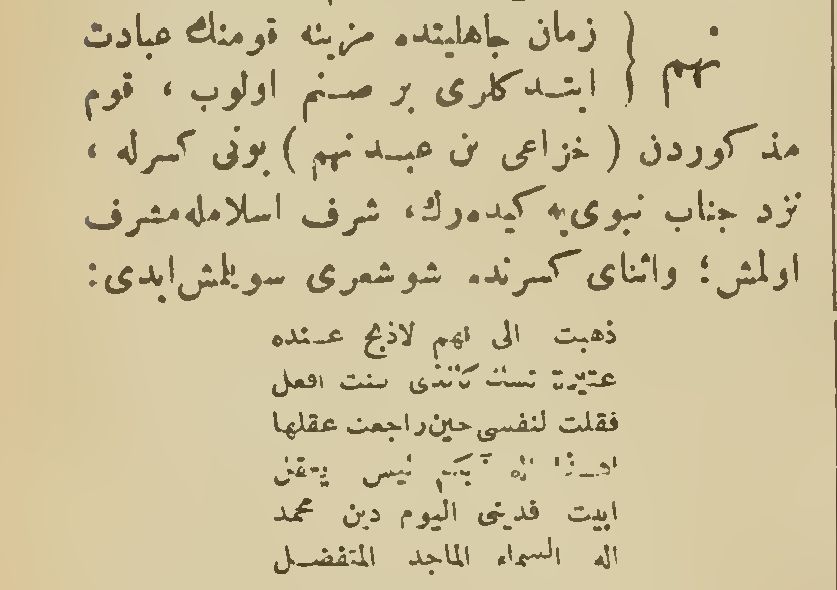 نهم { زمان جاهلیتده مزینه قومنك عبادت
ایتدكلری بر صنم اولوب ، قوم
مذكوردن ( خزاعی بن عبد نهم ) بونی كسرله ،
نزد جناب نبوی‌یه كیده‌رك، شرف اسلامله مشرف
اولمش؛ واثنای كسرنده شو شعری سویلمش ایدی:
ذهبت الی نهم لاذبح عنده
عتیرة نسك كالذی كنت افعل
فقلت لنفسی حین راجعت عقلها
اهذا اله ابكم لیس یعقل
ابیت فدینی الیوم دین محمد
اله السماء الماجد المتفضل